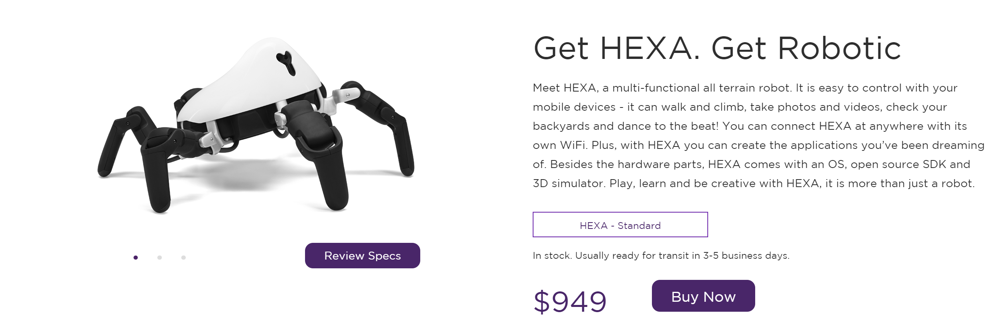 Get HEXA. Get Robotic
Meet HEXA, a multi-functional all terrain robot. It is easy to control with your
mobile devices - it can walk and climb, take photos and videos, check your
backyards and dance to the beat! You can connect HEXA at anywhere with its
own WiFi. Plus, with HEXA you can create the applications you’ve been dreaming
of. Besides the hardware parts, HEXA comes with an OS, open source SDK and
3D simulator. Play, learn and be creative with HEXA, it is more than just a robot.
HEXA - Standard
Review Specs
In stock. Usually ready for transit in 3-5 business days.
$949
Buy Now